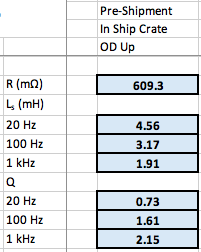 Pre-Shipment
In Ship Crate
OD Up
R (mΩ) 609.3
Lₛ (mH)
20 Hz 4.56
100 Hz 3.17
1 kHz 1.91
Q
20 Hz 0.73
100 Hz 1.61
1 kHz 2.15